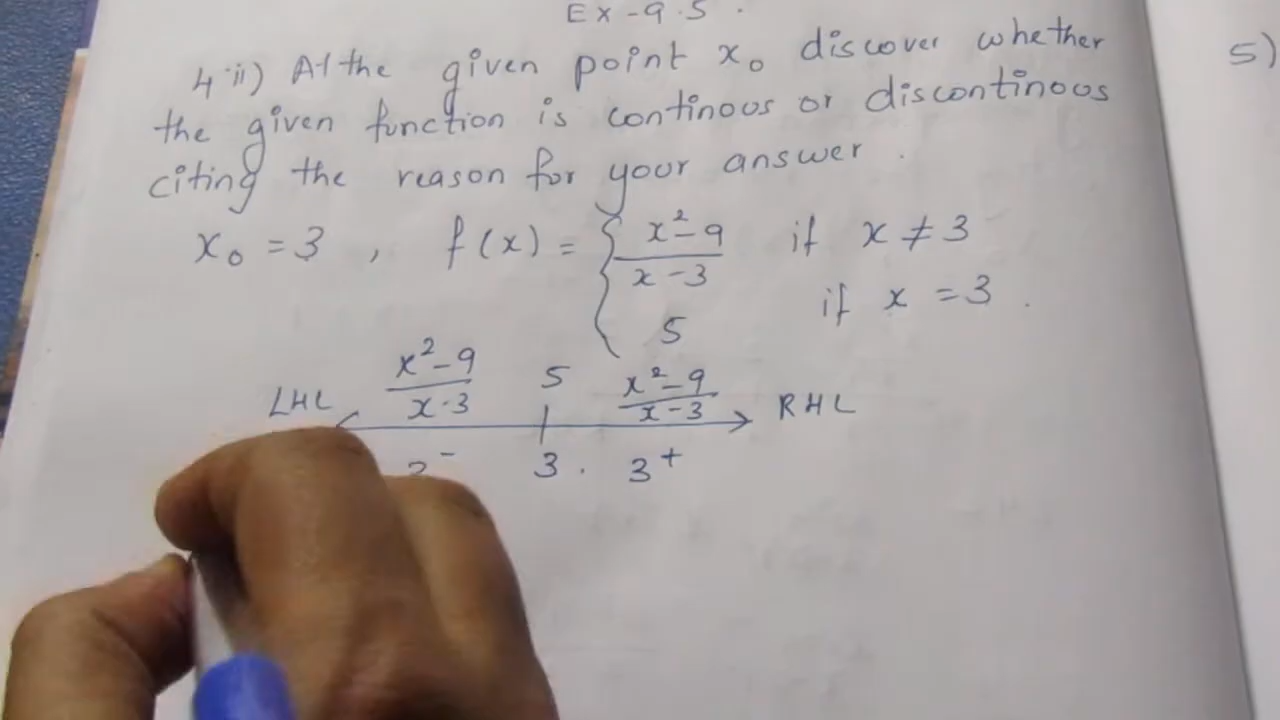 Ex-9.5.
4 ii) At the given point x₀ discover whether
the given function is continous or discontinous
citing the reason for your answer.
x₀ = 3 , f(x) = { x²-9 / x-3 if x ≠ 3
5 if x = 3 .
x²-9 / x-3 5 x²-9 / x-3
LHL RHL
3⁻ 3 . 3⁺
5)